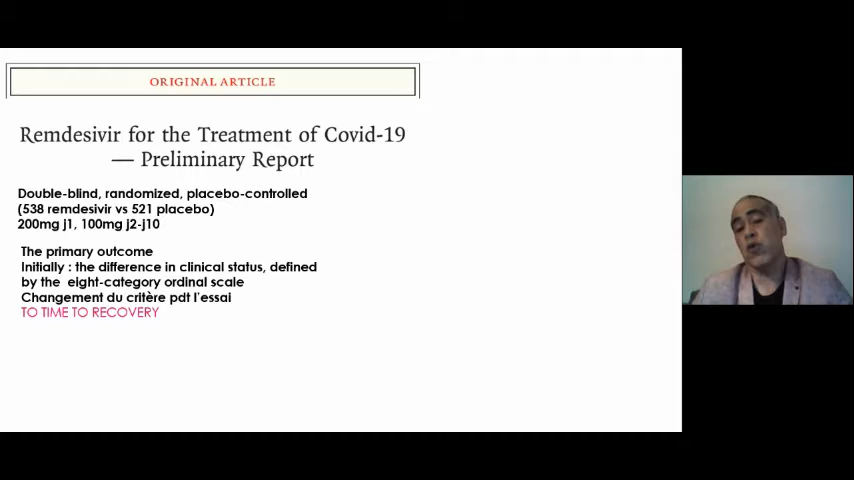 ORIGINAL ARTICLE
Remdesivir for the Treatment of Covid-19
— Preliminary Report
Double-blind, randomized, placebo-controlled
(538 remdesivir vs 521 placebo)
200mg j1, 100mg j2-j10
The primary outcome
Initially : the difference in clinical status, defined
by the eight-category ordinal scale
Changement du critère pdt l'essai
TO TIME TO RECOVERY